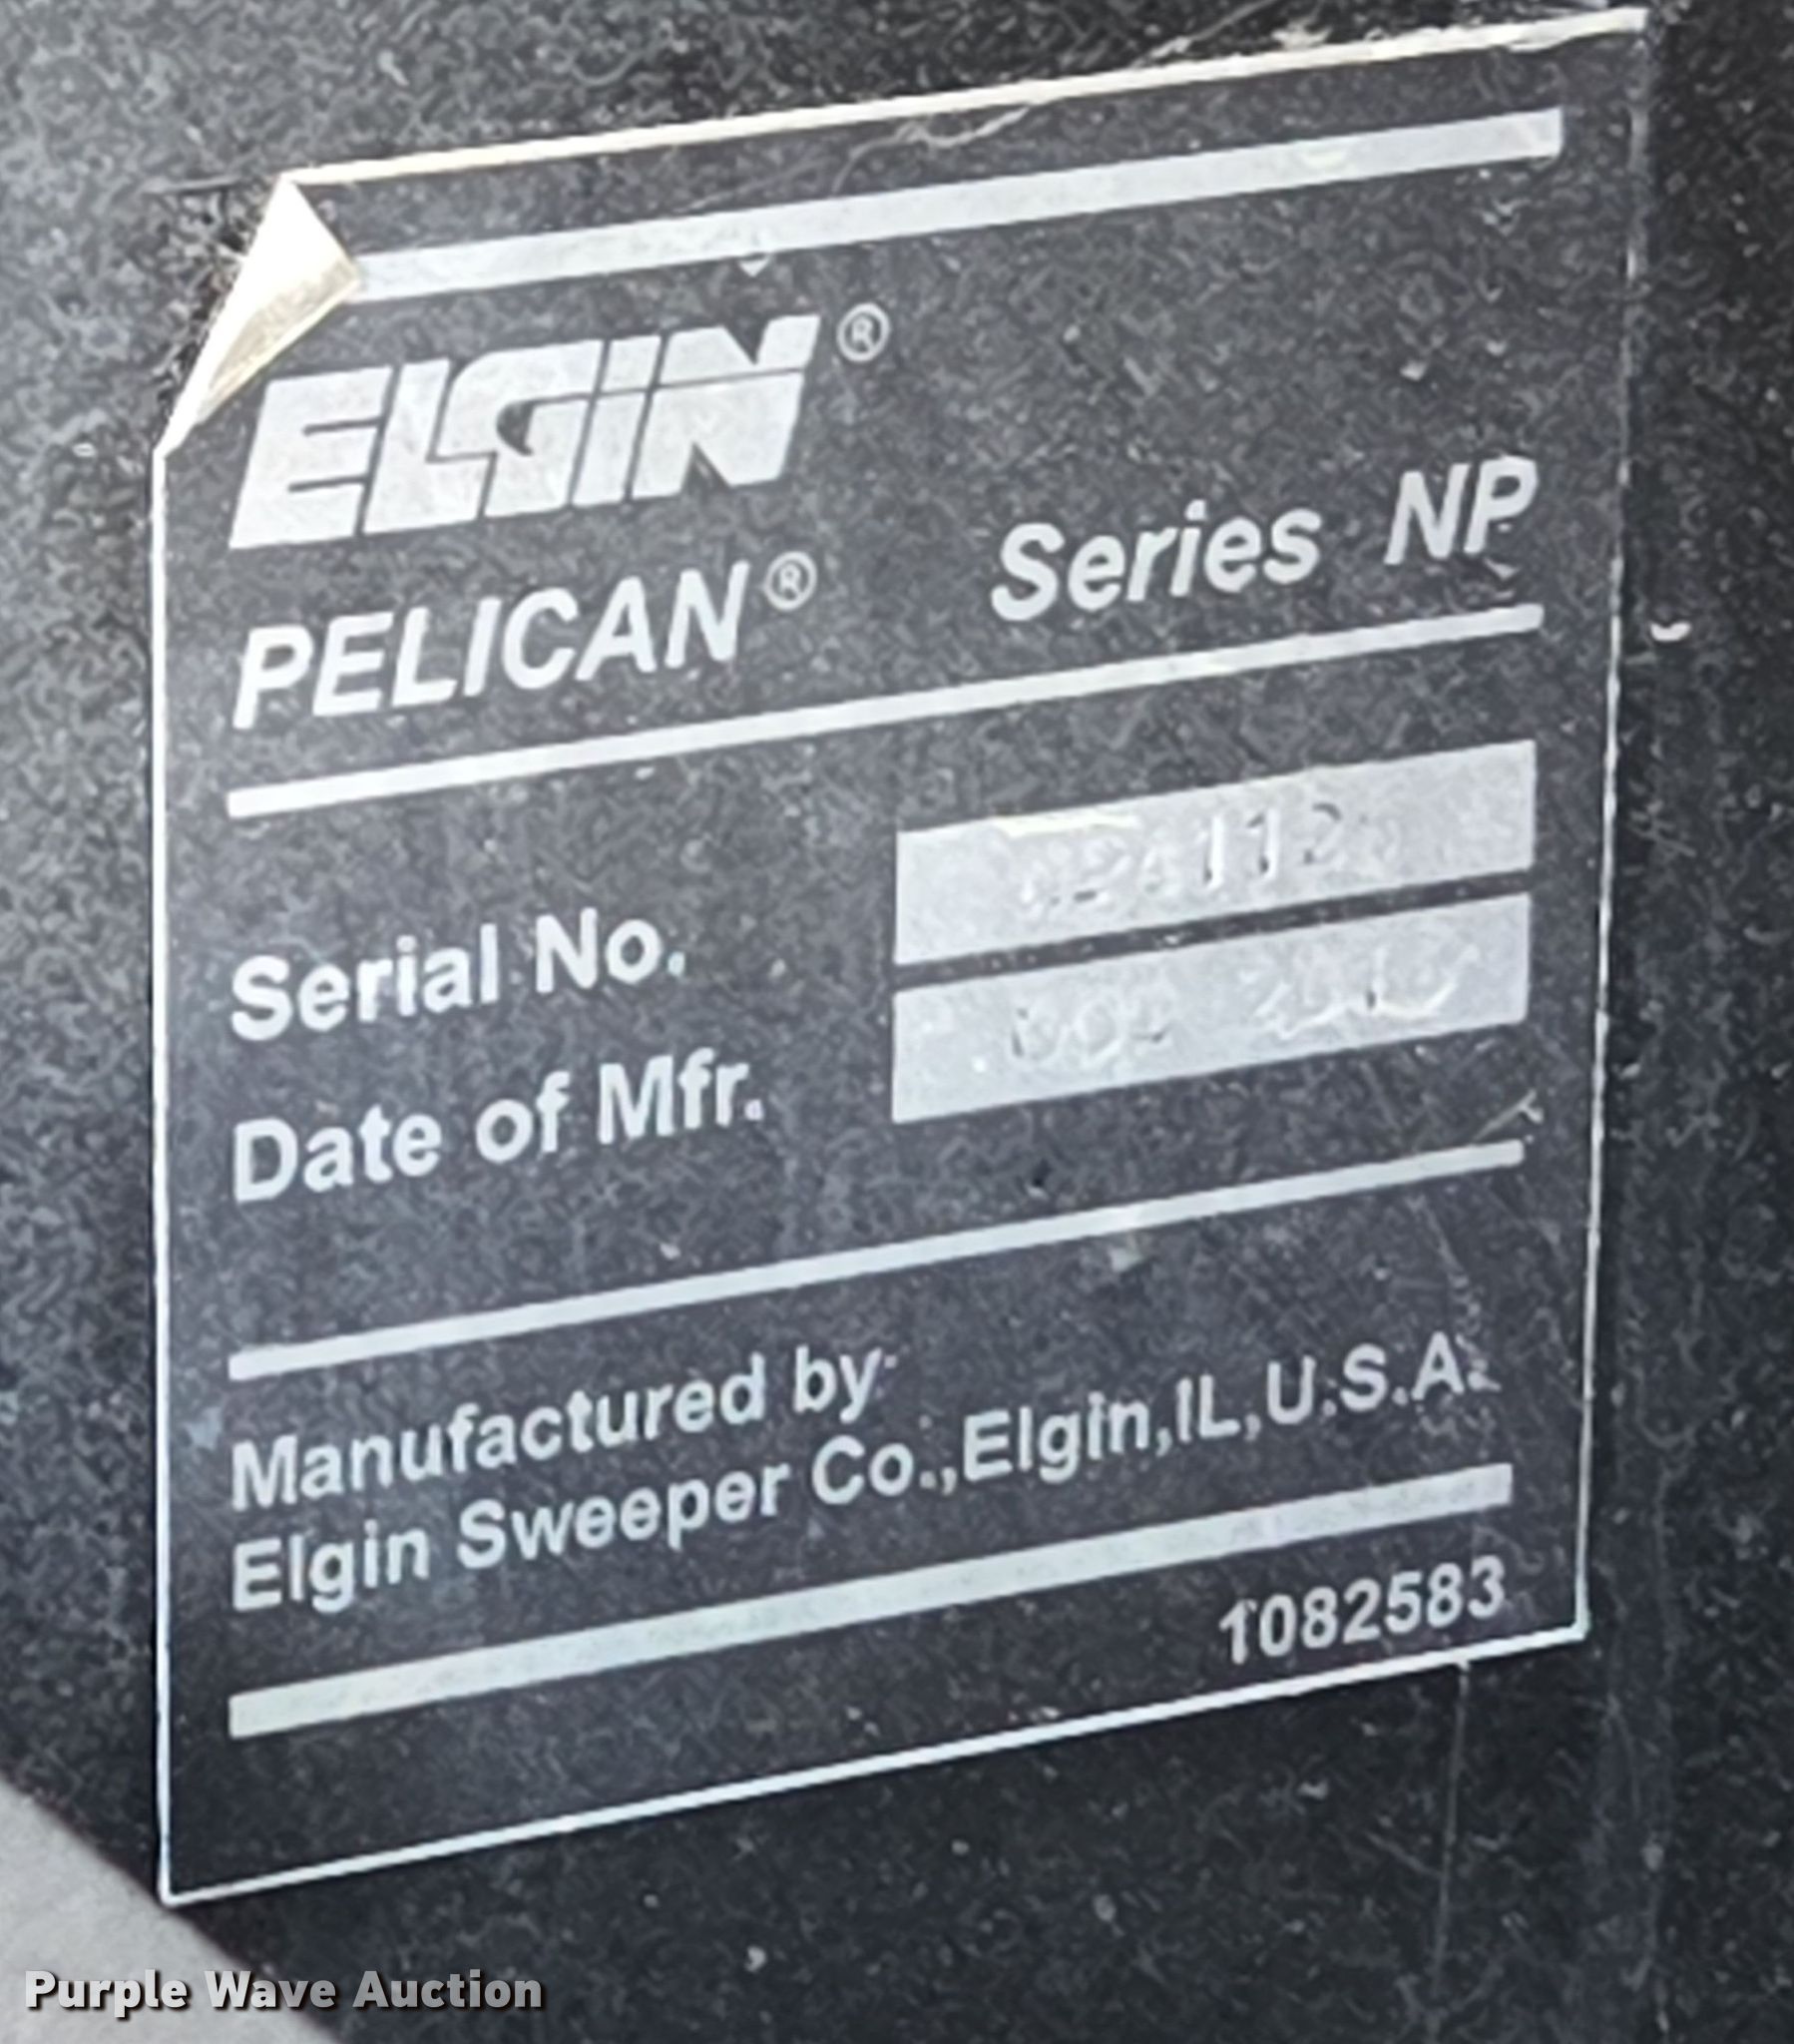 ELGIN®
PELICAN® Series NP
Serial No.
Date of Mfr.
Manufactured by
Elgin Sweeper Co.,Elgin,IL,U.S.A.
1082583
Purple Wave Auction